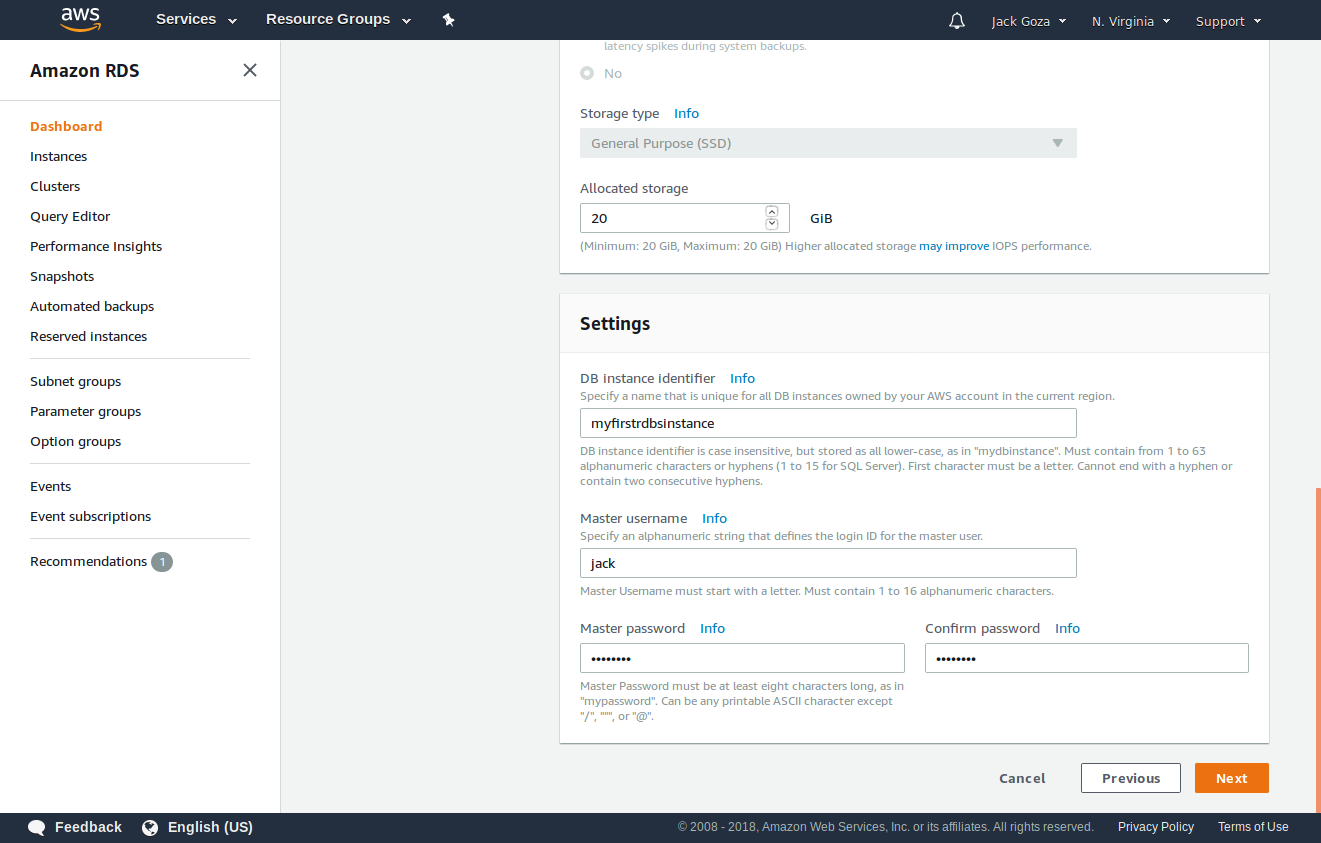 aws
Services
Resource Groups
Jack Goza
N. Virginia
Support
Amazon RDS
Dashboard
Instances
Clusters
Query Editor
Performance Insights
Snapshots
Automated backups
Reserved instances
Subnet groups
Parameter groups
Option groups
Events
Event subscriptions
Recommendations 1
latency spikes during system backups.
No
Storage type Info
General Purpose (SSD)
Allocated storage
20 GiB
(Minimum: 20 GiB, Maximum: 20 GiB) Higher allocated storage may improve IOPS performance.
Settings
DB instance identifier Info
Specify a name that is unique for all DB instances owned by your AWS account in the current region.
myfirstrdbsinstance
DB instance identifier is case insensitive, but stored as all lower-case, as in "mydbinstance". Must contain from 1 to 63
alphanumeric characters or hyphens (1 to 15 for SQL Server). First character must be a letter. Cannot end with a hyphen or
contain two consecutive hyphens.
Master username Info
Specify an alphanumeric string that defines the login ID for the master user.
jack
Master Username must start with a letter. Must contain 1 to 16 alphanumeric characters.
Master password Info
••••••••
Master Password must be at least eight characters long, as in
"mypassword". Can be any printable ASCII character except
"/", """, or "@".
Confirm password Info
••••••••
Cancel
Previous
Next
Feedback
English (US)
© 2008 - 2018, Amazon Web Services, Inc. or its affiliates. All rights reserved.
Privacy Policy
Terms of Use